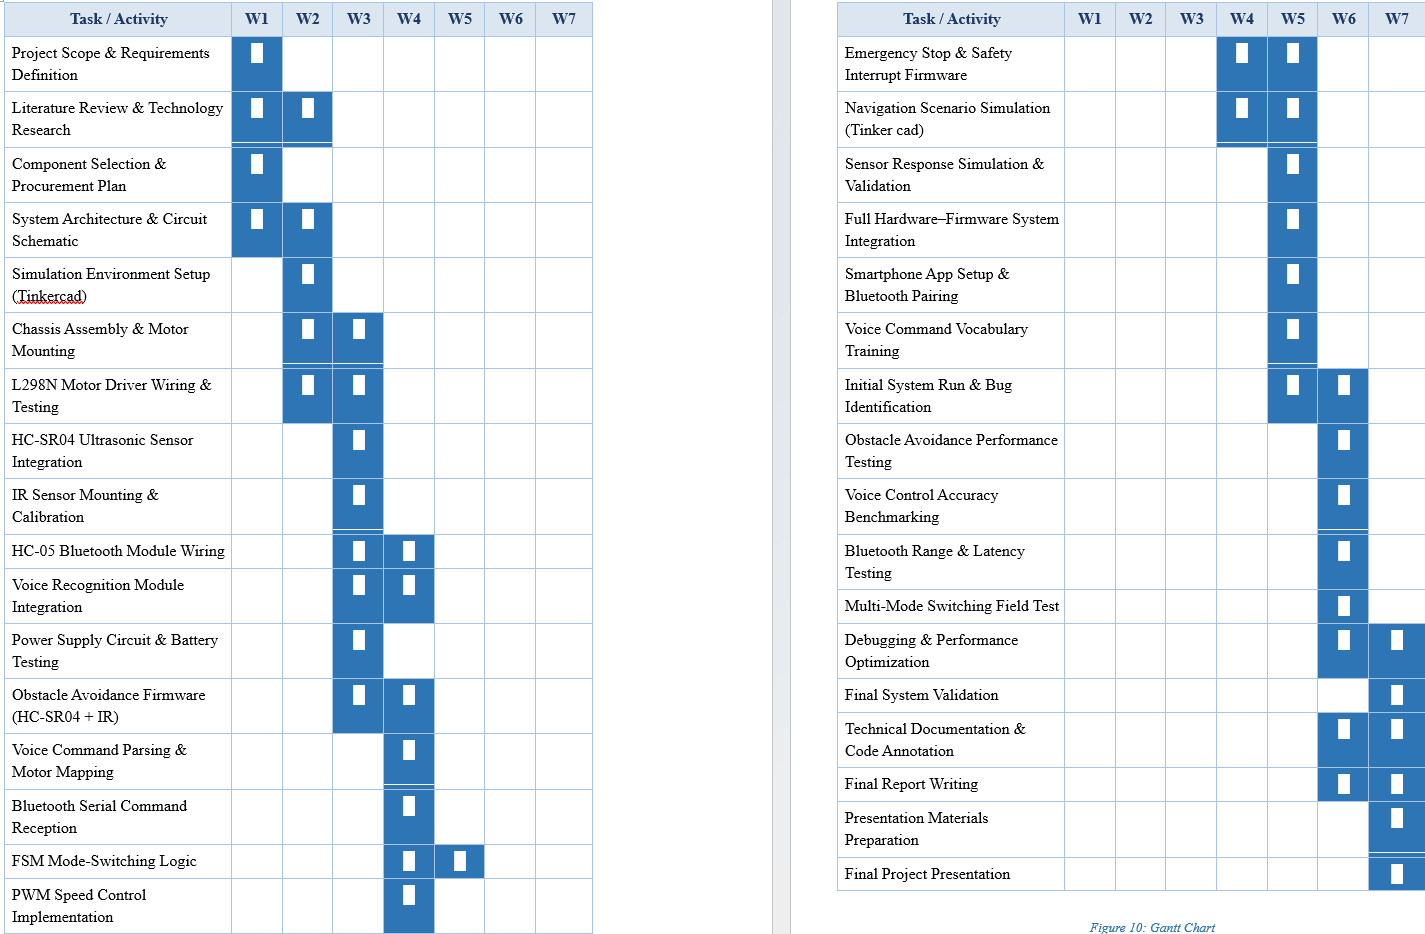 Task / Activity W1 W2 W3 W4 W5 W6 W7
Project Scope & Requirements
Definition
Literature Review & Technology
Research
Component Selection &
Procurement Plan
System Architecture & Circuit
Schematic
Simulation Environment Setup
(Tinkercad)
Chassis Assembly & Motor
Mounting
L298N Motor Driver Wiring &
Testing
HC-SR04 Ultrasonic Sensor
Integration
IR Sensor Mounting &
Calibration
HC-05 Bluetooth Module Wiring
Voice Recognition Module
Integration
Power Supply Circuit & Battery
Testing
Obstacle Avoidance Firmware
(HC-SR04 + IR)
Voice Command Parsing &
Motor Mapping
Bluetooth Serial Command
Reception
FSM Mode-Switching Logic
PWM Speed Control
Implementation
Task / Activity W1 W2 W3 W4 W5 W6 W7
Emergency Stop & Safety
Interrupt Firmware
Navigation Scenario Simulation
(Tinker cad)
Sensor Response Simulation &
Validation
Full Hardware–Firmware System
Integration
Smartphone App Setup &
Bluetooth Pairing
Voice Command Vocabulary
Training
Initial System Run & Bug
Identification
Obstacle Avoidance Performance
Testing
Voice Control Accuracy
Benchmarking
Bluetooth Range & Latency
Testing
Multi-Mode Switching Field Test
Debugging & Performance
Optimization
Final System Validation
Technical Documentation &
Code Annotation
Final Report Writing
Presentation Materials
Preparation
Final Project Presentation
Figure 10: Gantt Chart